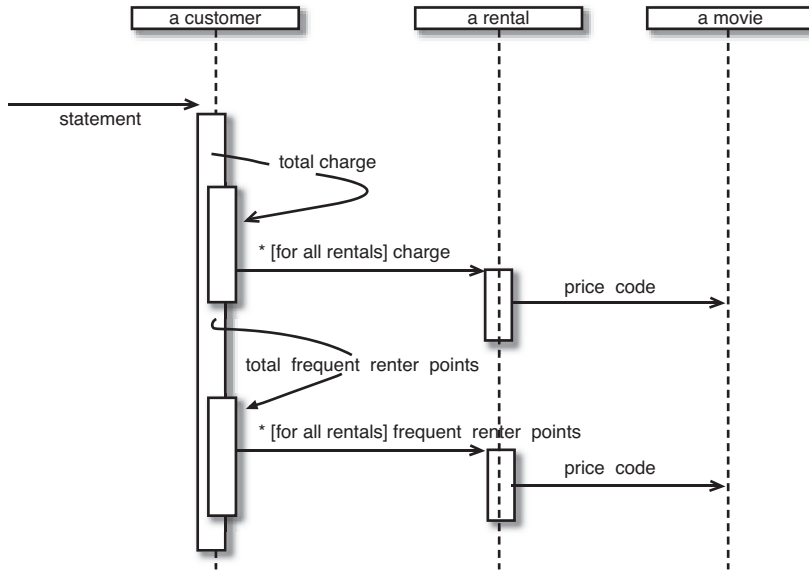 a customer
a rental
a movie
statement
total charge
* [for all rentals] charge
price code
total frequent renter points
* [for all rentals] frequent renter points
price code